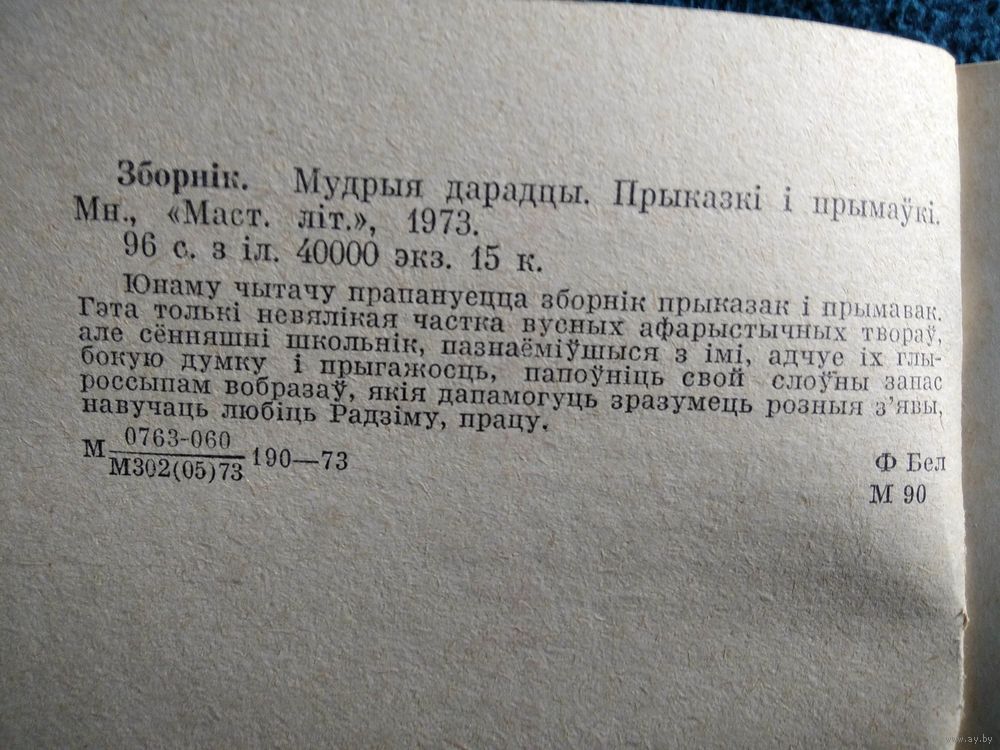 Зборнік. Мудрыя дарадцы. Прыказкі і прымаўкі.
Мн., «Маст. літ.», 1973.
96 с. з іл. 40000 экз. 15 к.
Юнаму чытачу прапануецца зборнік прыказак і прымавак.
Гэта толькі невялікая частка вусных афарыстычных твораў,
але сённяшні школьнік, пазнаёміўшыся з імі, адчуе іх глы-
бокую думку і прыгажосць, папоўніць свой слоўны запас
россыпам вобразаў, якія дапамогуць зразумець розныя з'явы,
навучаць любіць Радзіму, працу.
М 0763-060
М302(05)73 190—73
Ф Бел
М 90
www.ay.by